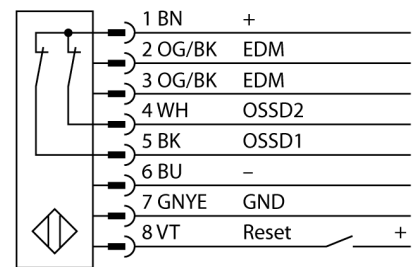 1 BN +
2 OG/BK EDM
3 OG/BK EDM
4 WH OSSD2
5 BK OSSD1
6 BU –
7 GNYE GND
8 VT Reset +